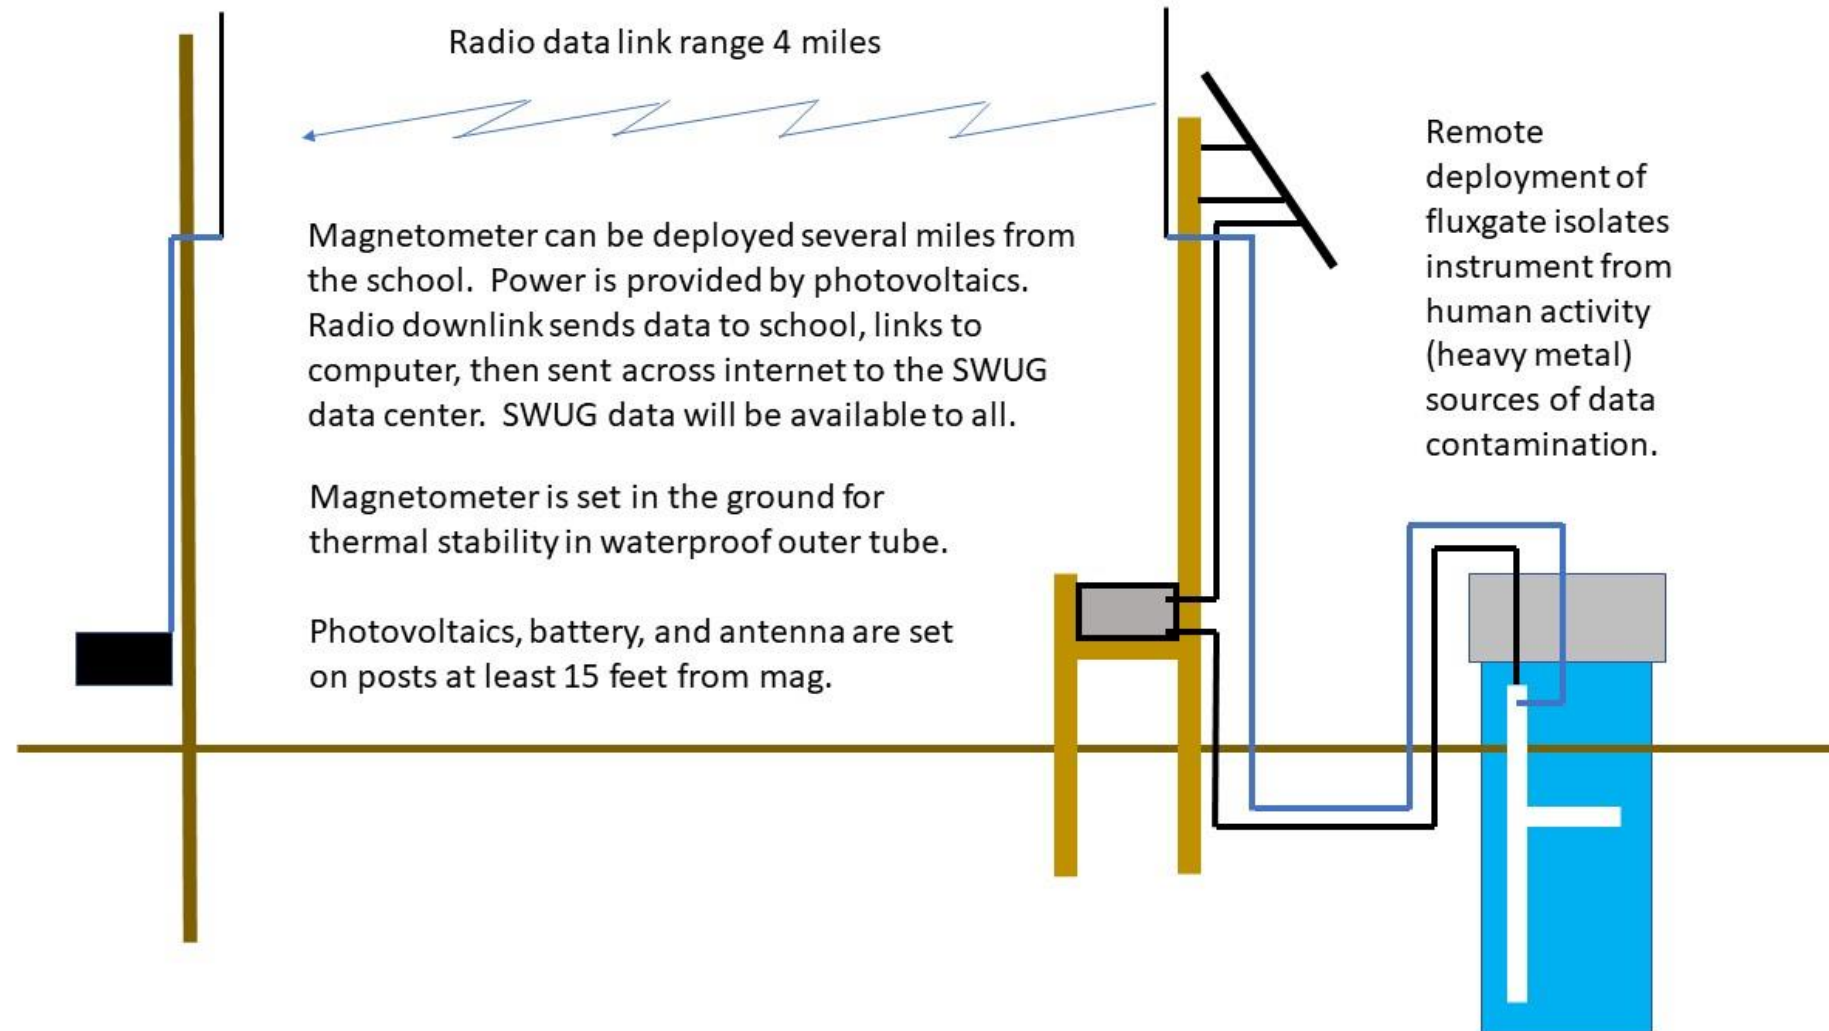 Radio data link range 4 miles
Magnetometer can be deployed several miles from
the school.  Power is provided by photovoltaics.
Radio downlink sends data to school, links to
computer, then sent across internet to the SWUG
data center.  SWUG data will be available to all.
Magnetometer is set in the ground for
thermal stability in waterproof outer tube.
Photovoltaics, battery, and antenna are set
on posts at least 15 feet from mag.
Remote
deployment of
fluxgate isolates
instrument from
human activity
(heavy metal)
sources of data
contamination.